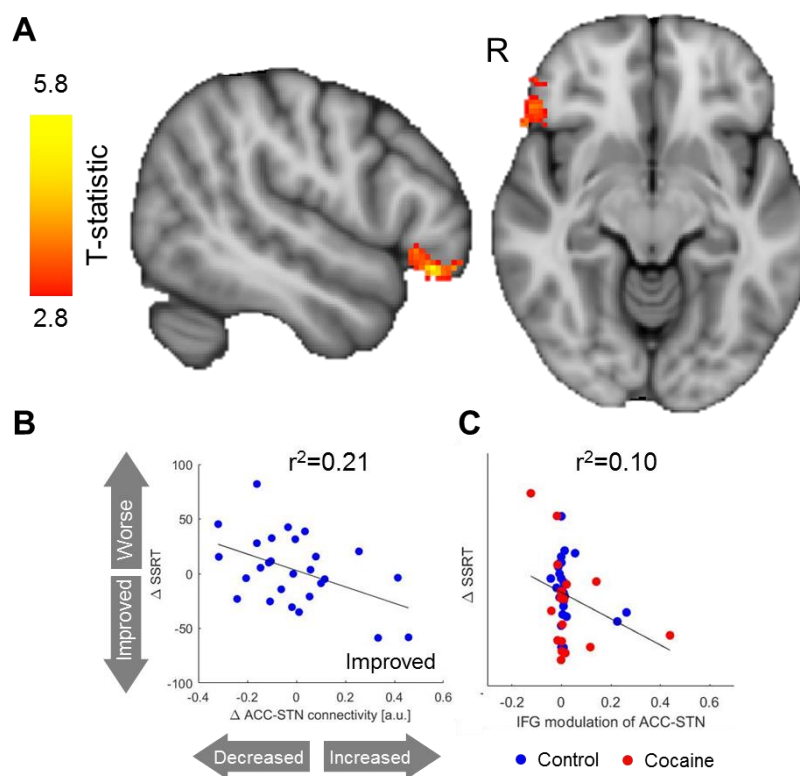 A
5.8
T-statistic
2.8
R
B
r²=0.21
Worse
Improved
Δ SSRT
100
50
0
-50
-100
Improved
-0.4 -0.2 0 0.2 0.4 0.6
Δ ACC-STN connectivity [a.u.]
Decreased Increased
C
r²=0.10
Δ SSRT
-
-0.2 0 0.2 0.4 0.6
IFG modulation of ACC-STN
Control Cocaine